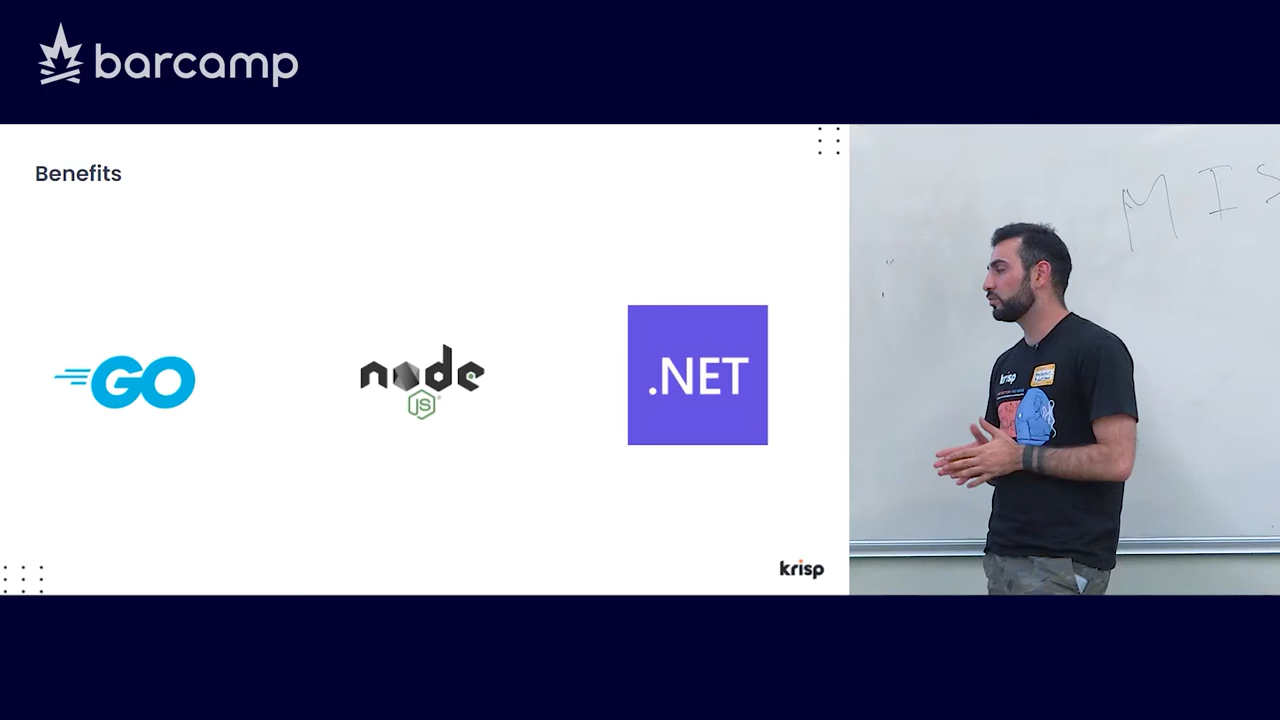 barcamp
Benefits
GO
node
JS
.NET
krisp
M I S
krisp